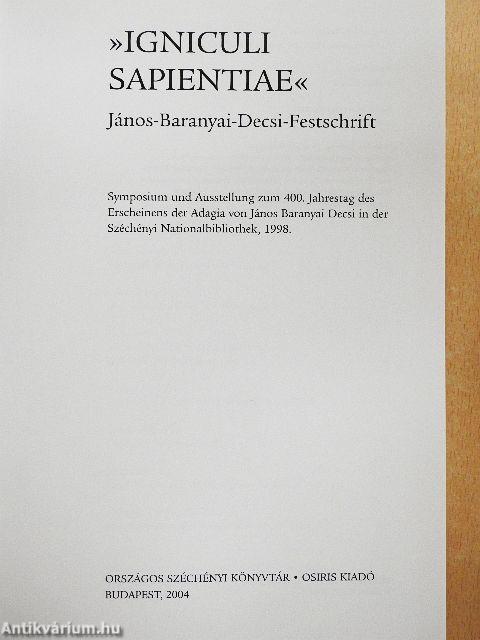 »IGNICULI
SAPIENTIAE«
János-Baranyai-Decsi-Festschrift
Symposium und Ausstellung zum 400. Jahrestag des
Erscheinens der Adagia von János Baranyai Decsi in der
Széchényi Nationalbibliothek, 1998.
ORSZÁGOS SZÉCHÉNYI KÖNYVTÁR • OSIRIS KIADÓ
BUDAPEST, 2004
Antikvárium.hu